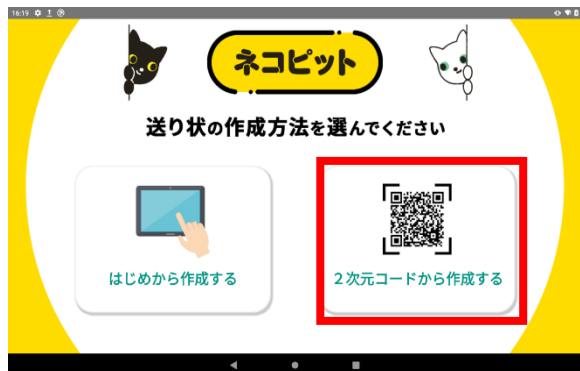 16:19
ネコピット
送り状の作成方法を選んでください
はじめから作成する
2次元コードから作成する